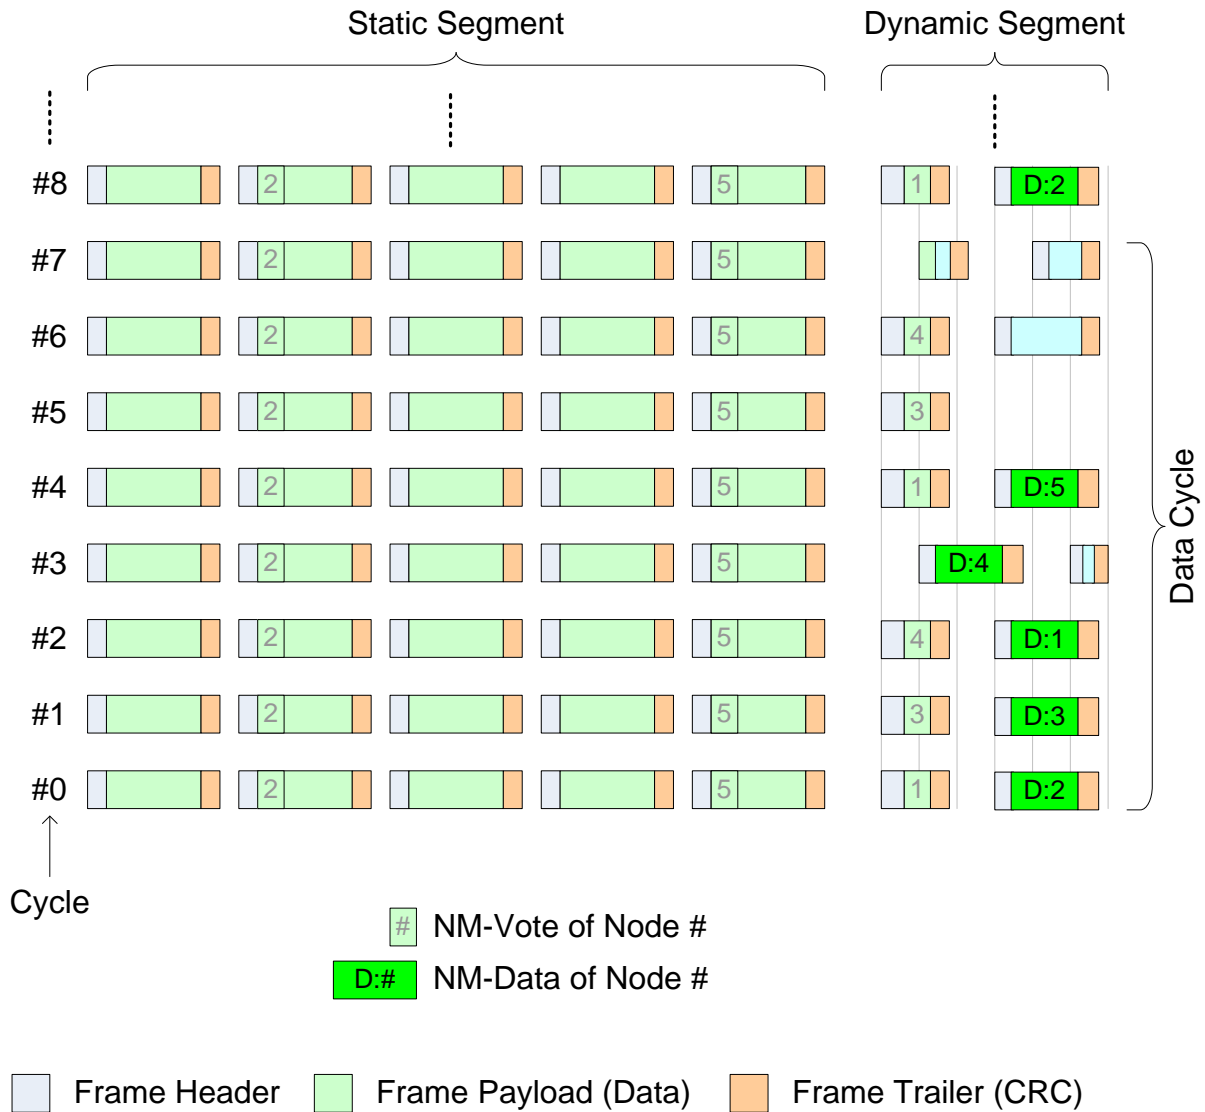 Static Segment Dynamic Segment
#8 2 5 1 D:2
#7 2 5
#6 2 5 4
#5 2 5 3
#4 2 5 1 D:5
#3 2 5 D:4
#2 2 5 4 D:1
#1 2 5 3 D:3
#0 2 5 1 D:2
Data Cycle
Cycle
# NM-Vote of Node #
D:# NM-Data of Node #
Frame Header Frame Payload (Data) Frame Trailer (CRC)